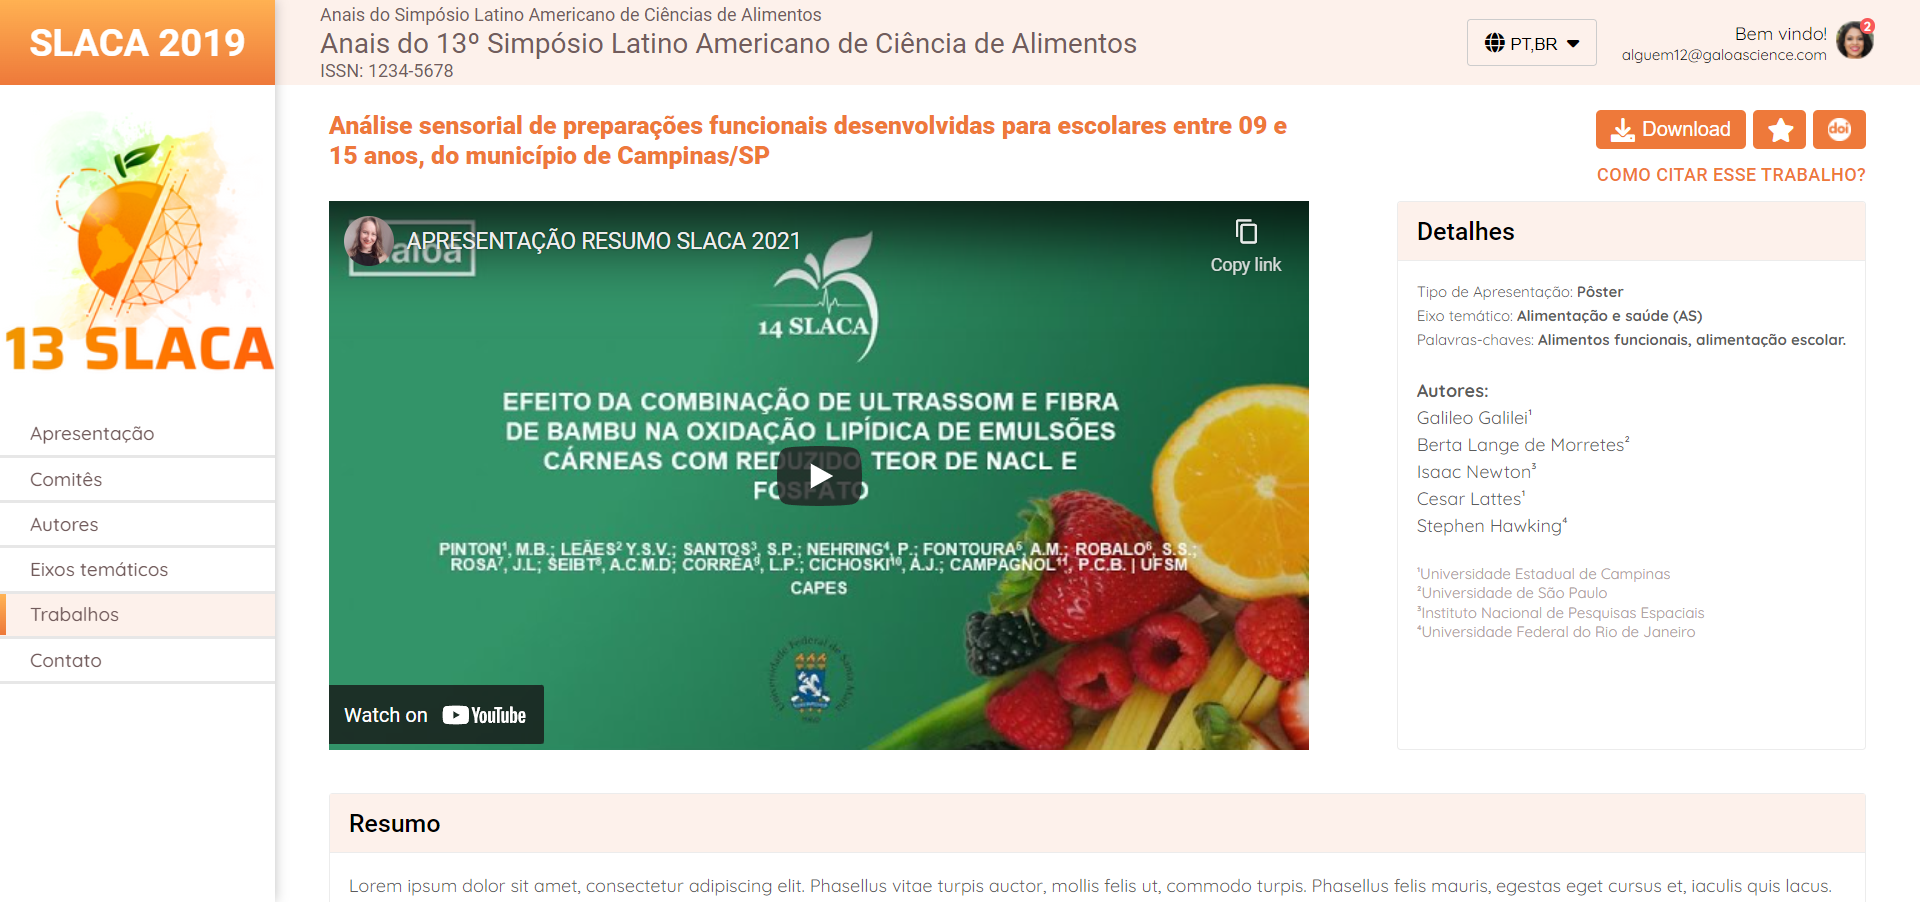 SLACA 2019
Anais do Simpósio Latino Americano de Ciências de Alimentos
Anais do 13º Simpósio Latino Americano de Ciência de Alimentos
ISSN: 1234-5678
PT,BR
Bem vindo!
alguem12@galoascience.com
2
13 SLACA
Apresentação
Comitês
Autores
Eixos temáticos
Trabalhos
Contato
Análise sensorial de preparações funcionais desenvolvidas para escolares entre 09 e
15 anos, do município de Campinas/SP
Download
doi
COMO CITAR ESSE TRABALHO?
APRESENTAÇÃO RESUMO SLACA 2021
Copy link
14 SLACA
EFEITO DA COMBINAÇÃO DE ULTRASSOM E FIBRA
DE BAMBU NA OXIDAÇÃO LIPÍDICA DE EMULSÕES
CÁRNEAS COM REDUZIDO TEOR DE NACL E
FOSFATO
PINTON¹, M.B.; LEÃES² Y.S.V.; SANTOS³, S.P.; NEHRING⁴, P.; FONTOURA⁵, A.M.; ROBALO⁶, S.S.;
ROSA⁷, J.L; SEIBT⁸, A.C.M.D; CORRÊA⁹, L.P.; CICHOSKI¹⁰, A.J.; CAMPAGNOL¹¹, P.C.B. | UFSM
CAPES
Universidade Federal de Santa Maria
Watch on YouTube
Detalhes
Tipo de Apresentação: Pôster
Eixo temático: Alimentação e saúde (AS)
Palavras-chaves: Alimentos funcionais, alimentação escolar.
Autores:
Galileo Galilei¹
Berta Lange de Morretes²
Isaac Newton³
Cesar Lattes¹
Stephen Hawking⁴
¹Universidade Estadual de Campinas
²Universidade de São Paulo
³Instituto Nacional de Pesquisas Espaciais
⁴Universidade Federal do Rio de Janeiro
Resumo
Lorem ipsum dolor sit amet, consectetur adipiscing elit. Phasellus vitae turpis auctor, mollis felis ut, commodo turpis. Phasellus felis mauris, egestas eget cursus et, iaculis quis lacus.